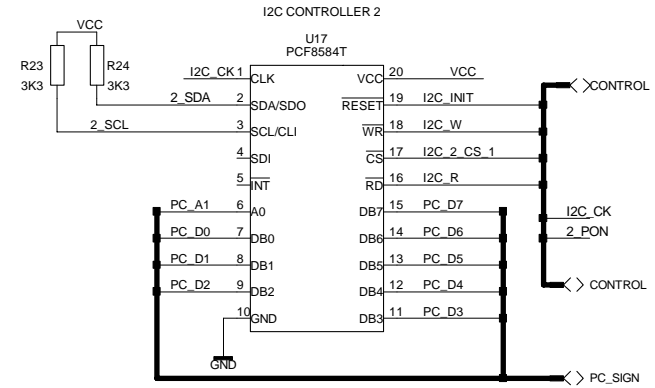 I2C CONTROLLER 2
VCC
U17
PCF8584T
R23
R24
3K3
3K3
I2C_CK 1 CLK
VCC 20 VCC
2_SDA 2 SDA/SDO
RESET 19 I2C_INIT
CONTROL
2_SCL 3 SCL/CLI
WR 18 I2C_W
4 SDI
CS 17 I2C_2_CS_1
5 INT
RD 16 I2C_R
PC_A1 6 A0
DB7 15 PC_D7
I2C_CK
PC_D0 7 DB0
DB6 14 PC_D6
2_PON
PC_D1 8 DB1
DB5 13 PC_D5
PC_D2 9 DB2
DB4 12 PC_D4
CONTROL
10 GND
DB3 11 PC_D3
GND
PC_SIGN